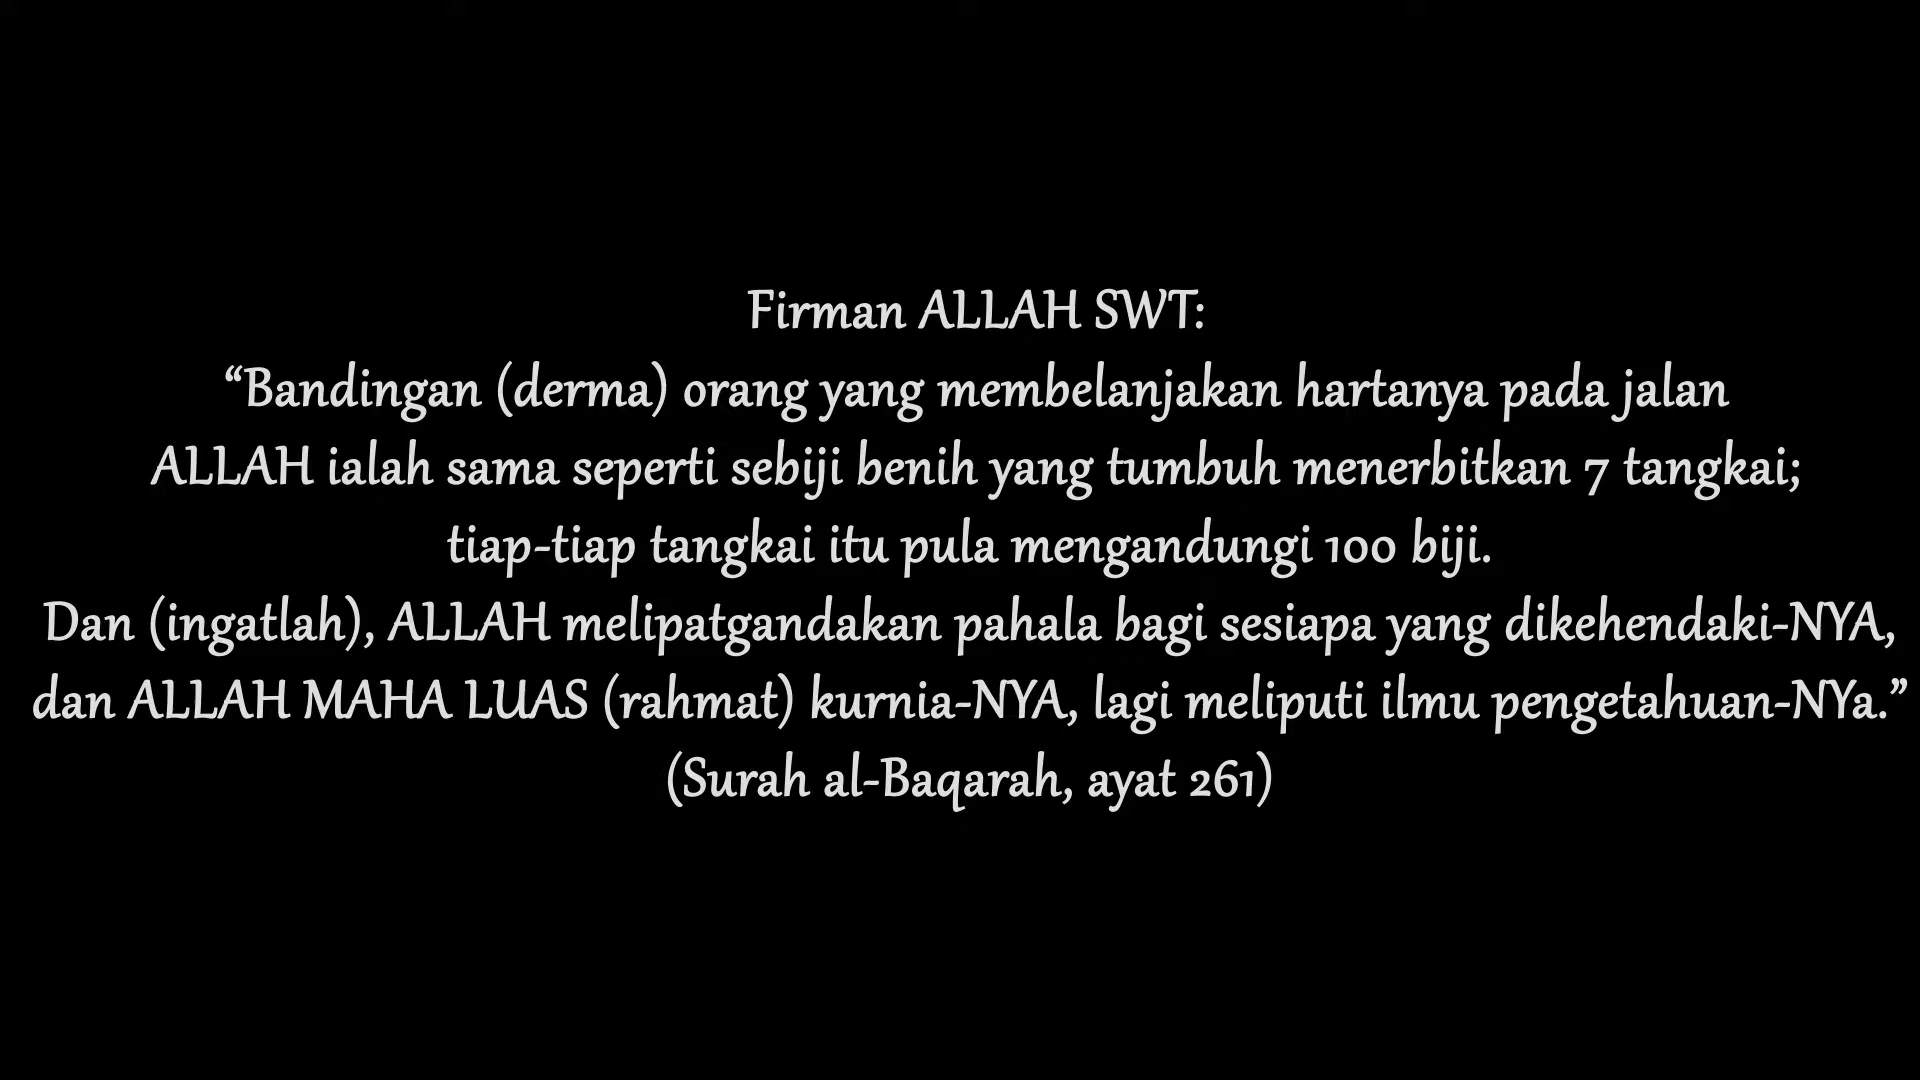 Firman ALLAH SWT:
“Bandingan (derma) orang yang membelanjakan hartanya pada jalan
ALLAH ialah sama seperti sebiji benih yang tumbuh menerbitkan 7 tangkai;
tiap-tiap tangkai itu pula mengandungi 100 biji.
Dan (ingatlah), ALLAH melipatgandakan pahala bagi sesiapa yang dikehendaki-NYA,
dan ALLAH MAHA LUAS (rahmat) kurnia-NYA, lagi meliputi ilmu pengetahuan-NYa.”
(Surah al-Baqarah, ayat 261)